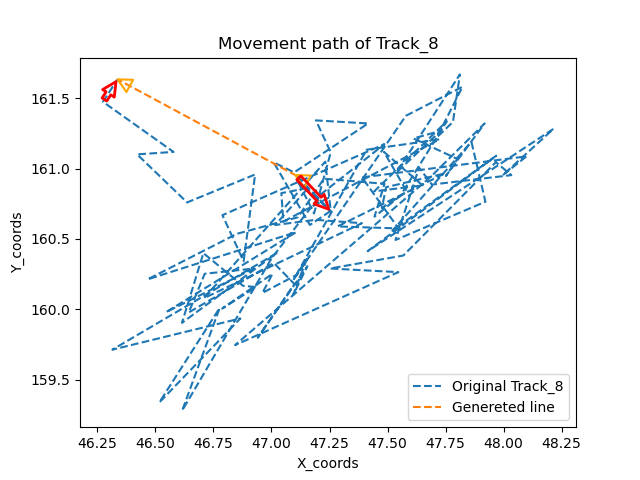 Movement path of Track_8
Y_coords
161.5
161.0
160.5
160.0
159.5
46.25 46.50 46.75 47.00 47.25 47.50 47.75 48.00 48.25
X_coords
Original Track_8
Genereted line